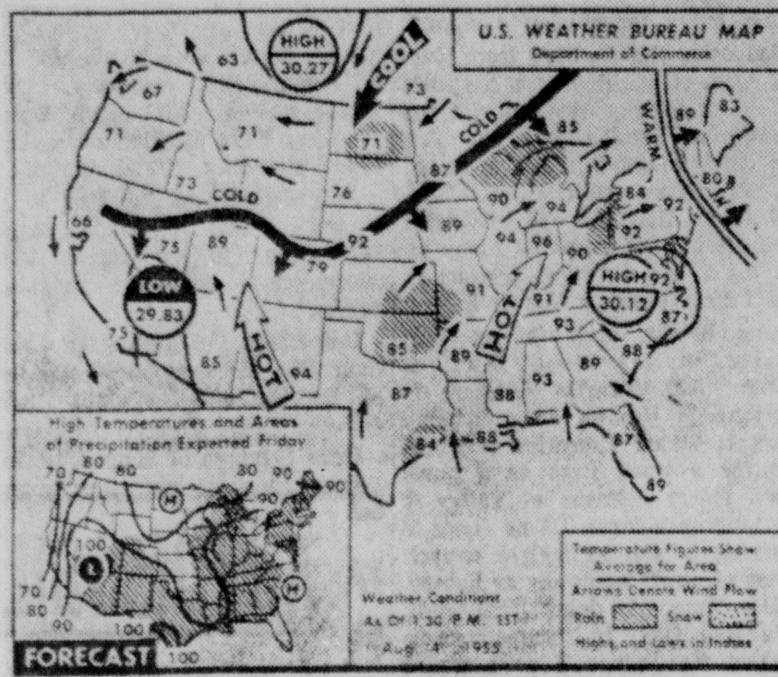 U.S. WEATHER BUREAU MAP
Department of Commerce
HIGH
30.27
COOL
63
67
73
71
71
71
COLD
85
WARM
89
83
80
73
76
87
COLD
90
94
84
92
92
66
75
89
92
79
89
94
96
90
LOW
29.83
HIGH
30.12
92
87
75
85
HOT
94
91
85
89
HOT
91
93
88
89
87
88
93
84
88
87
89
High Temperatures and Areas
of Precipitation Expected Friday
70
80
80
80
90
90
90
H
100
L
H
70
80
90
100
100
FORECAST
Weather Conditions
As Of 1:30 P.M. EST
Aug. 4 1955
Temperature Figures Show
Average for Area
Arrows Denote Wind Flow
Rain Snow
Highs and Lows in Inches